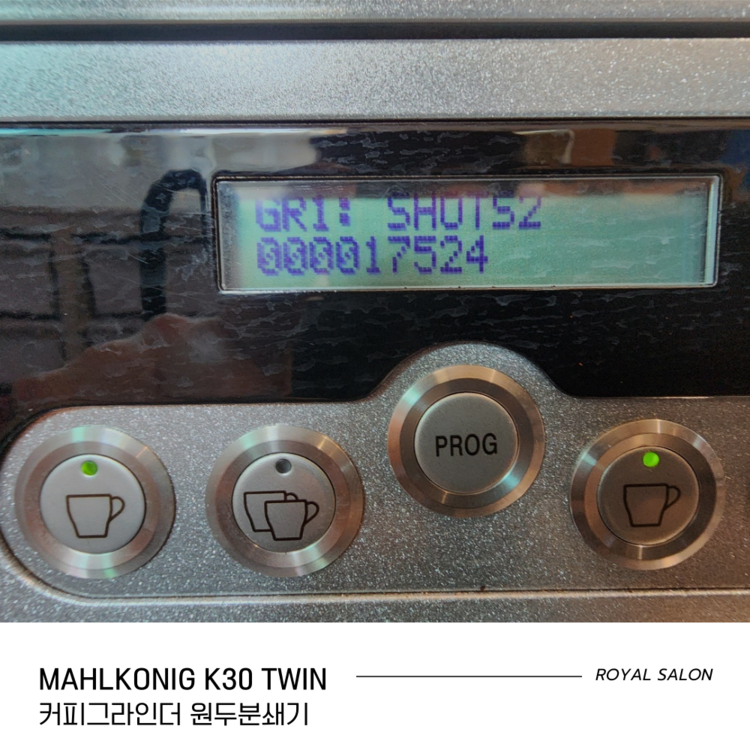 GR1: SHOTS2
000017524
PROG
MAHLKONIG K30 TWIN
ROYAL SALON
커피그라인더 원두분쇄기